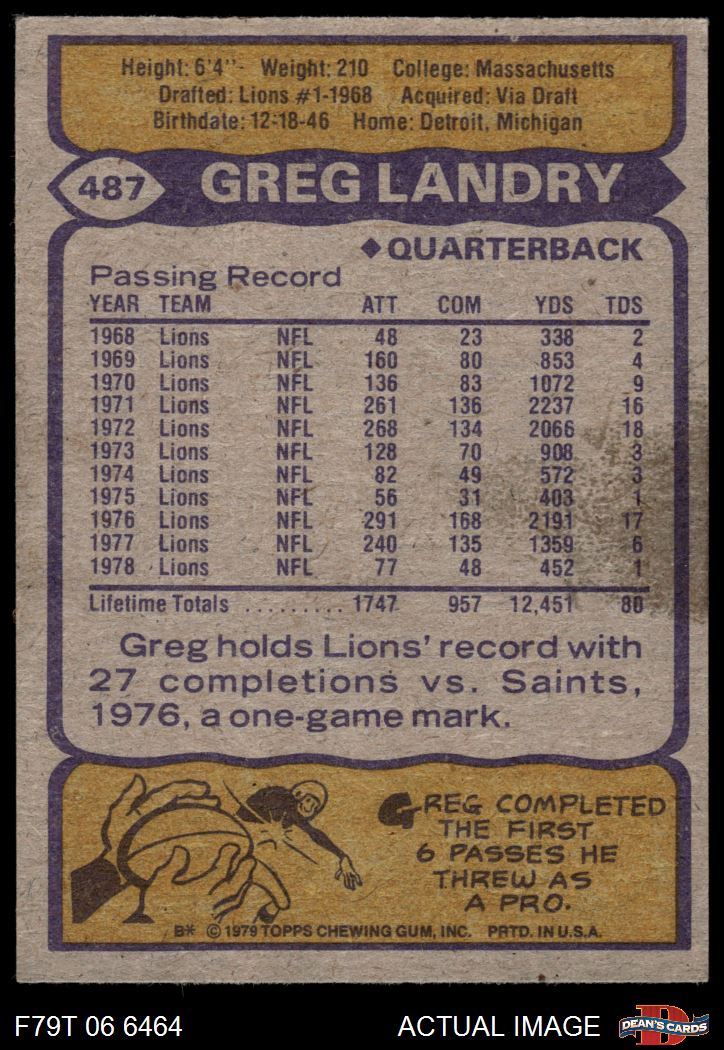 Height: 6'4"- Weight: 210 College: Massachusetts
Drafted: Lions #1-1968 Acquired: Via Draft
Birthdate: 12-18-46 Home: Detroit, Michigan
487 GREG LANDRY
◆QUARTERBACK
Passing Record
YEAR TEAM ATT COM YDS TDS
1968 Lions NFL 48 23 338 2
1969 Lions NFL 160 80 853 4
1970 Lions NFL 136 83 1072 9
1971 Lions NFL 261 136 2237 16
1972 Lions NFL 268 134 2066 18
1973 Lions NFL 128 70 908 3
1974 Lions NFL 82 49 572 3
1975 Lions NFL 56 31 403 1
1976 Lions NFL 291 168 2191 17
1977 Lions NFL 240 135 1359 6
1978 Lions NFL 77 48 452 1
Lifetime Totals ......... 1747 957 12,451 80
Greg holds Lions' record with
27 completions vs. Saints,
1976, a one-game mark.
GREG COMPLETED
THE FIRST
6 PASSES HE
THREW AS
A PRO.
B* © 1979 TOPPS CHEWING GUM, INC. PRTD. IN U.S.A.
F79T 06 6464 ACTUAL IMAGE D DEAN'S CARDS